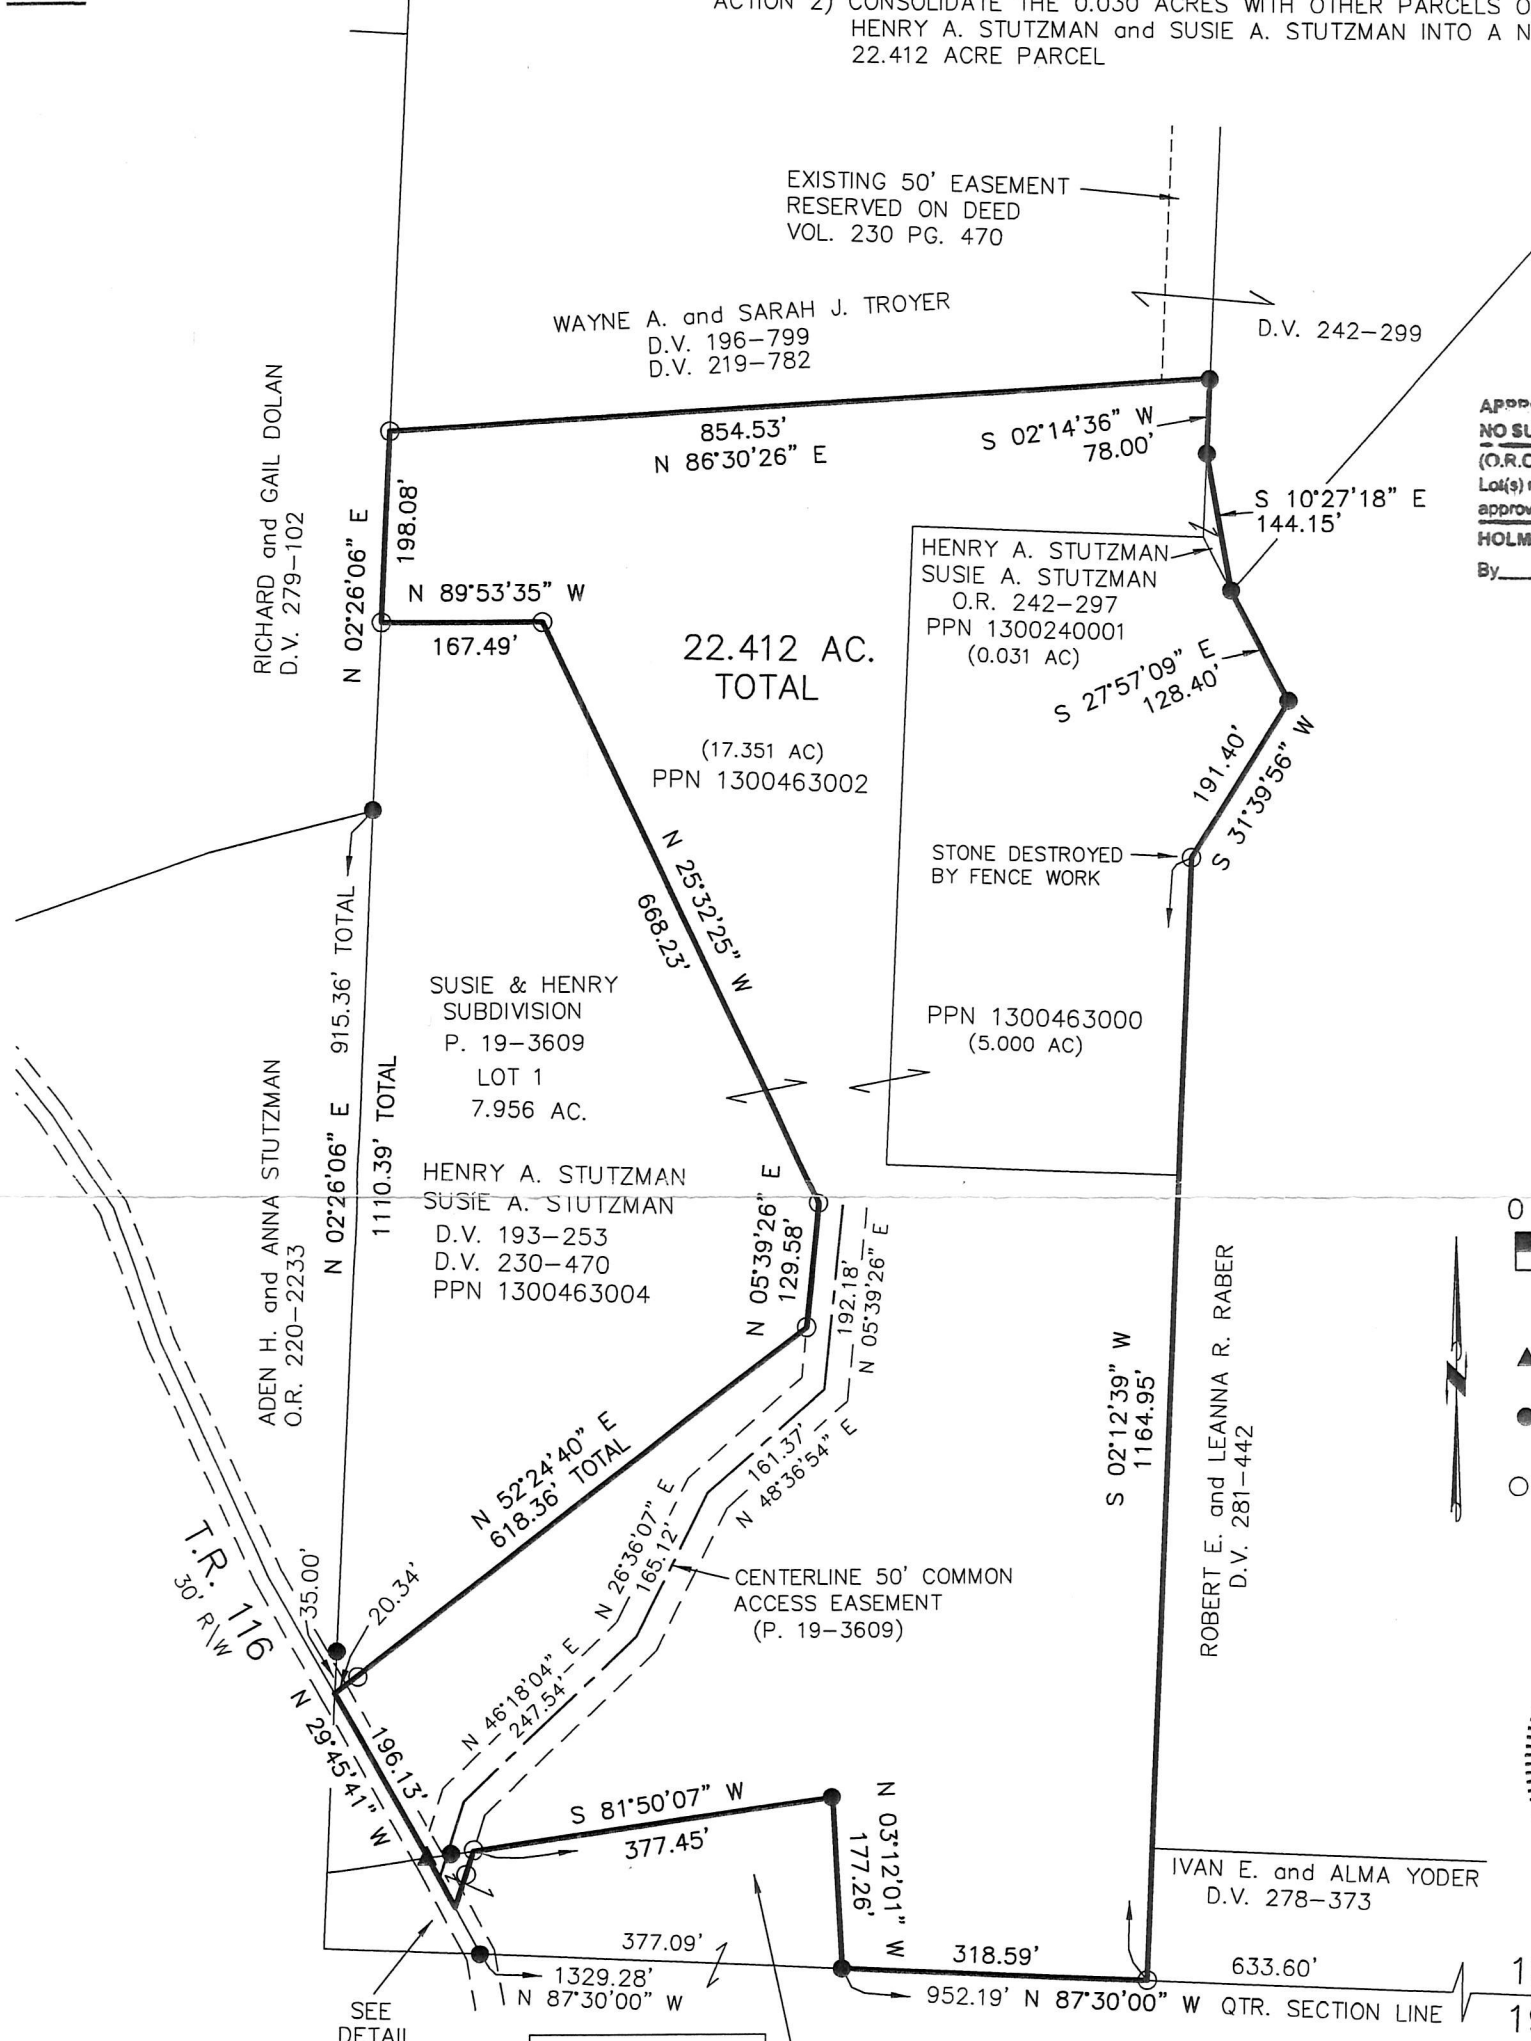 ACTION 2) CONSOLIDATE THE 0.030 ACRES WITH OTHER PARCELS O
HENRY A. STUTZMAN and SUSIE A. STUTZMAN INTO A N
22.412 ACRE PARCEL
EXISTING 50' EASEMENT
RESERVED ON DEED
VOL. 230 PG. 470
WAYNE A. and SARAH J. TROYER
D.V. 196-799
D.V. 219-782
D.V. 242-299
RICHARD and GAIL DOLAN
D.V. 279-102
854.53'
N 86°30'26" E
S 02°14'36" W
78.00'
S 10°27'18" E
144.15'
NO SU
(O.R.C
Lot(s)
approv
HOLM
By
N 02°26'06" E
198.08'
N 89°53'35" W
167.49'
22.412 AC.
TOTAL
(17.351 AC)
PPN 1300463002
HENRY A. STUTZMAN
SUSIE A. STUTZMAN
O.R. 242-297
PPN 1300240001
(0.031 AC)
S 27°57'09" E
128.40'
191.40'
S 31°39'56" W
STONE DESTROYED
BY FENCE WORK
N 25°32'25" W
668.23'
915.36' TOTAL
N 02°26'06" E
1110.39' TOTAL
SUSIE & HENRY
SUBDIVISION
P. 19-3609
LOT 1
7.956 AC.
PPN 1300463000
(5.000 AC)
ADEN H. and ANNA STUTZMAN
O.R. 220-2233
HENRY A. STUTZMAN
SUSIE A. STUTZMAN
D.V. 193-253
D.V. 230-470
PPN 1300463004
N 05°39'26" E
129.58'
192.18'
N 05°39'26" E
0
ROBERT E. and LEANNA R. RABER
D.V. 281-442
S 02°12'39" W
1164.95'
N 52°24'40" E
618.36' TOTAL
161.37'
N 48°36'54" E
N 26°36'07" E
165.12'
CENTERLINE 50' COMMON
ACCESS EASEMENT
(P. 19-3609)
T.R. 116
30' R\W
35.00'
20.34'
N 46°18'04" E
247.54'
N 29°45'41" W
196.13'
S 81°50'07" W
377.45'
N 03°12'01" W
177.26'
IVAN E. and ALMA YODER
D.V. 278-373
377.09'
318.59'
633.60'
1329.28'
N 87°30'00" W
952.19' N 87°30'00" W QTR. SECTION LINE
1
19
SEE
DETAIL